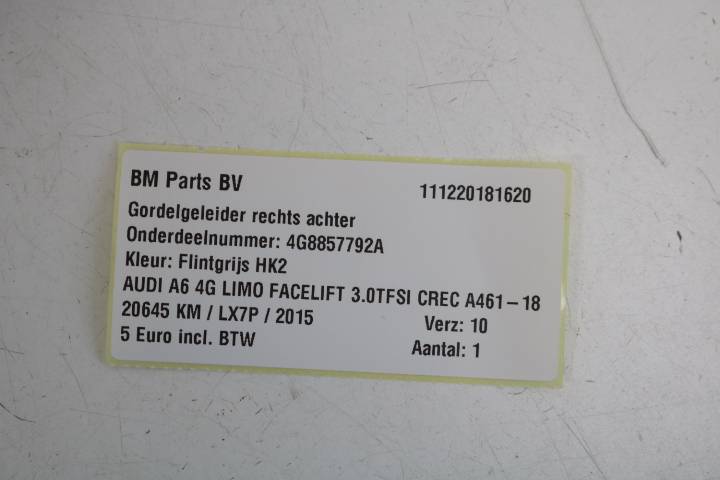 BM Parts BV 111220181620
Gordelgeleider rechts achter
Onderdeelnummer: 4G8857792A
Kleur: Flintgrijs HK2
AUDI A6 4G LIMO FACELIFT 3.0TFSI CREC A461-18
20645 KM / LX7P / 2015 Verz: 10
5 Euro incl. BTW Aantal: 1